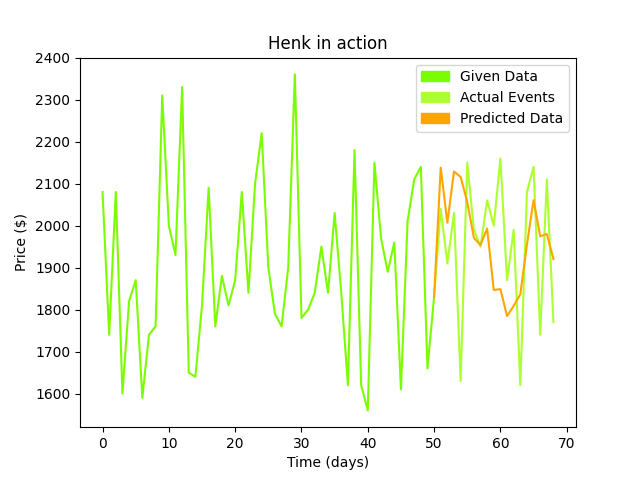 Henk in action
Given Data
Actual Events
Predicted Data
Price ($)
2400
2300
2200
2100
2000
1900
1800
1700
1600
0 10 20 30 40 50 60 70
Time (days)